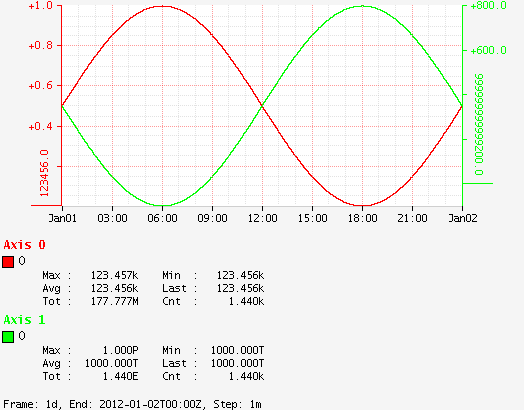 +1.0
+0.8
+0.6
+0.4
123456.0
+800.0
+600.0
Jan01 03:00 06:00 09:00 12:00 15:00 18:00 21:00 Jan02
Axis 0
0
Max : 123.457k Min : 123.456k
Avg : 123.456k Last : 123.456k
Tot : 177.777M Cnt : 1.440k
Axis 1
0
Max : 1.000P Min : 1000.000T
Avg : 1000.000T Last : 1000.000T
Tot : 1.440E Cnt : 1.440k
Frame: 1d, End: 2012-01-02T00:00Z, Step: 1m